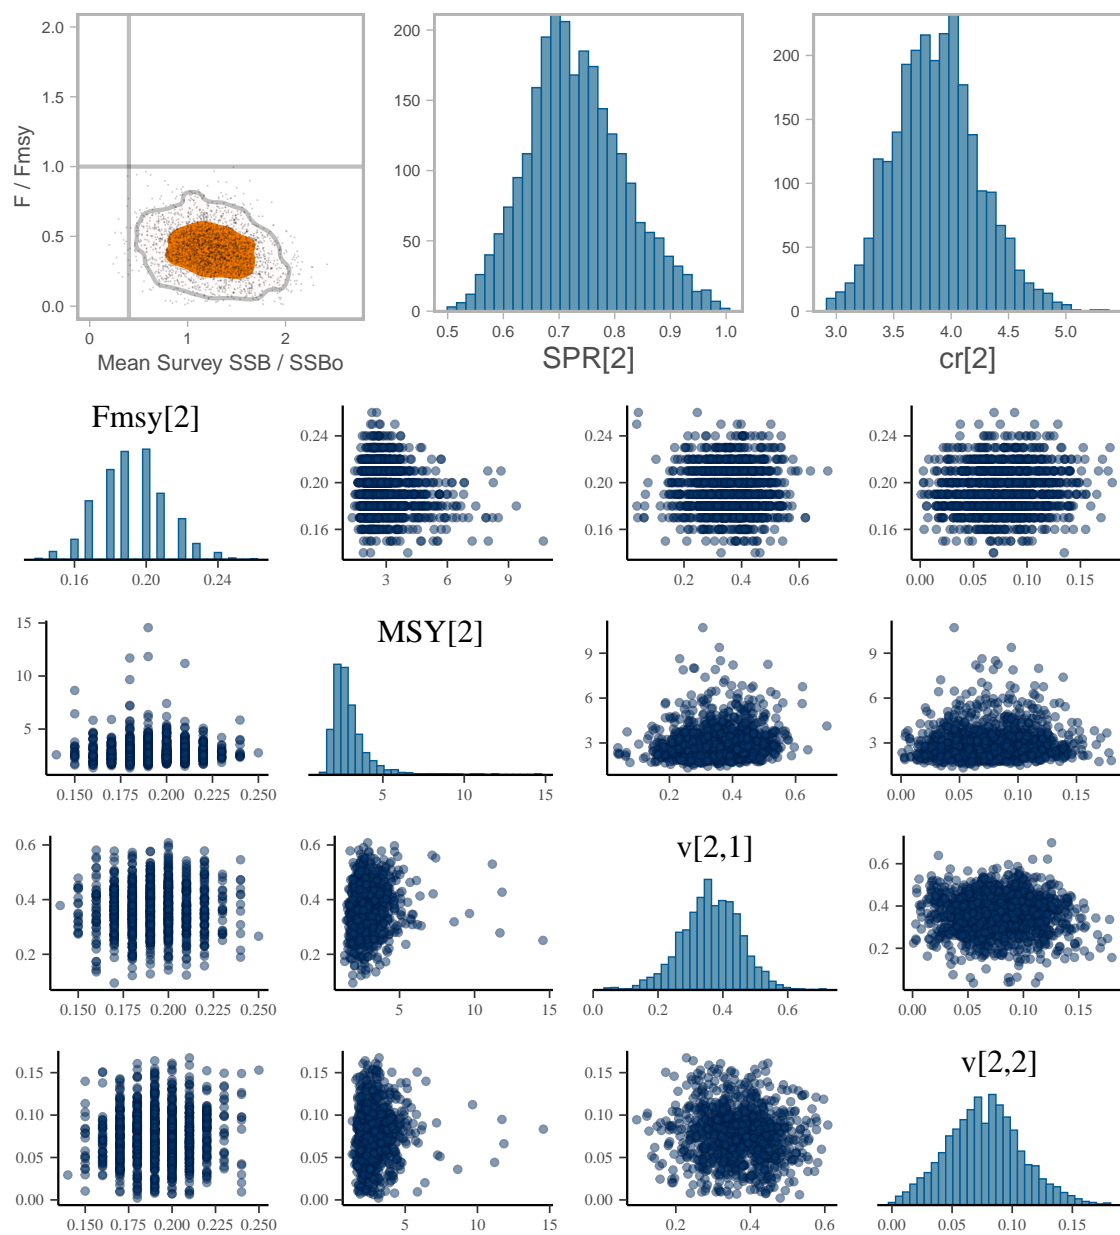 2.0
1.5
1.0
0.5
0.0
F / Fmsy
0 1 2
Mean Survey SSB / SSBo
200
150
100
50
0
0.5 0.6 0.7 0.8 0.9 1.0
SPR[2]
200
150
100
50
0
3.0 3.5 4.0 4.5 5.0
cr[2]
Fmsy[2]
0.16 0.20 0.24
0.24
0.20
0.16
3 6 9
0.24
0.20
0.16
0.2 0.4 0.6
0.24
0.20
0.16
0.00 0.05 0.10 0.15
15
10
5
0.150 0.175 0.200 0.225 0.250
MSY[2]
5 10 15
9
6
3
0.2 0.4 0.6
9
6
3
0.00 0.05 0.10 0.15
0.6
0.4
0.2
0.150 0.175 0.200 0.225 0.250
0.6
0.4
0.2
5 10 15
v[2,1]
0.0 0.2 0.4 0.6
0.6
0.4
0.2
0.00 0.05 0.10 0.15
0.15
0.10
0.05
0.00
0.150 0.175 0.200 0.225 0.250
0.15
0.10
0.05
0.00
5 10 15
0.15
0.10
0.05
0.00
0.2 0.4 0.6
v[2,2]
0.00 0.05 0.10 0.15